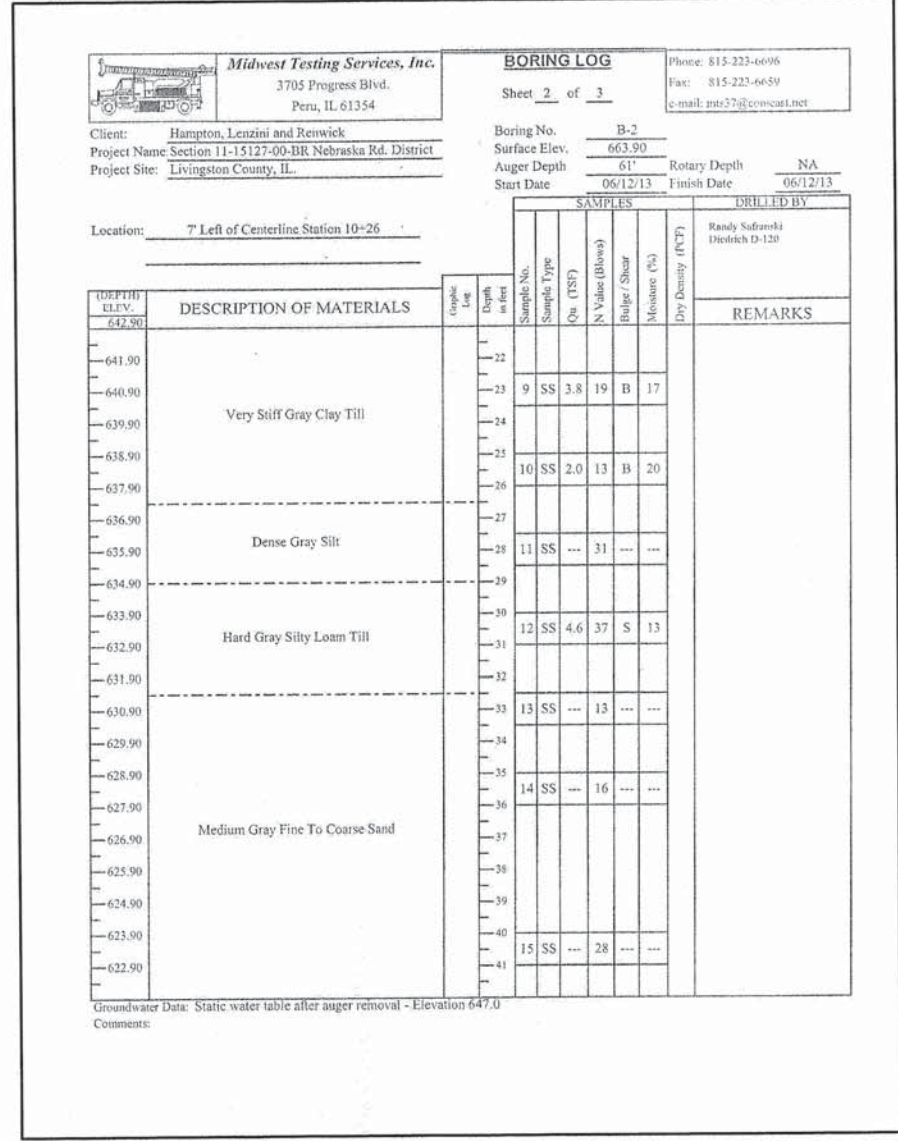 Midwest Testing Services, Inc.
3705 Progress Blvd.
Peru, IL 61354
BORING LOG
Sheet 2 of 3
Phone: 815-223-6696
Fax: 815-223-6659
e-mail: mts37@comcast.net
Client: Hampton, Lenzini and Renwick
Project Name: Section 11-15127-00-BR Nebraska Rd. District
Project Site: Livingston County, IL.
Boring No. B-2
Surface Elev. 663.90
Auger Depth 61' Rotary Depth NA
Start Date 06/12/13 Finish Date 06/12/13
Location: 7' Left of Centerline Station 10+26
SAMPLES
DRILLED BY
Randy Safranski
Diedrich D-120
(DEPTH)
ELEV.
642.90
DESCRIPTION OF MATERIALS
Graphic Log
Depth in feet
Sample No.
Sample Type
Qu (TSF)
N Value (Blows)
Bulge / Shear
Moisture (%)
Dry Density (PCF)
REMARKS
641.90 22
640.90 23 9 SS 3.8 19 B 17
Very Stiff Gray Clay Till
639.90 24
638.90 25
10 SS 2.0 13 B 20
637.90 26
636.90 27
Dense Gray Silt
635.90 28 11 SS --- 31 --- ---
634.90 29
633.90 30
Hard Gray Silty Loam Till 12 SS 4.6 37 S 13
632.90 31
631.90 32
630.90 33 13 SS --- 13 --- ---
629.90 34
628.90 35
14 SS --- 16 --- ---
627.90 36
Medium Gray Fine To Coarse Sand
626.90 37
625.90 38
624.90 39
623.90 40
15 SS --- 28 --- ---
622.90 41
Groundwater Data: Static water table after auger removal - Elevation 647.0
Comments: